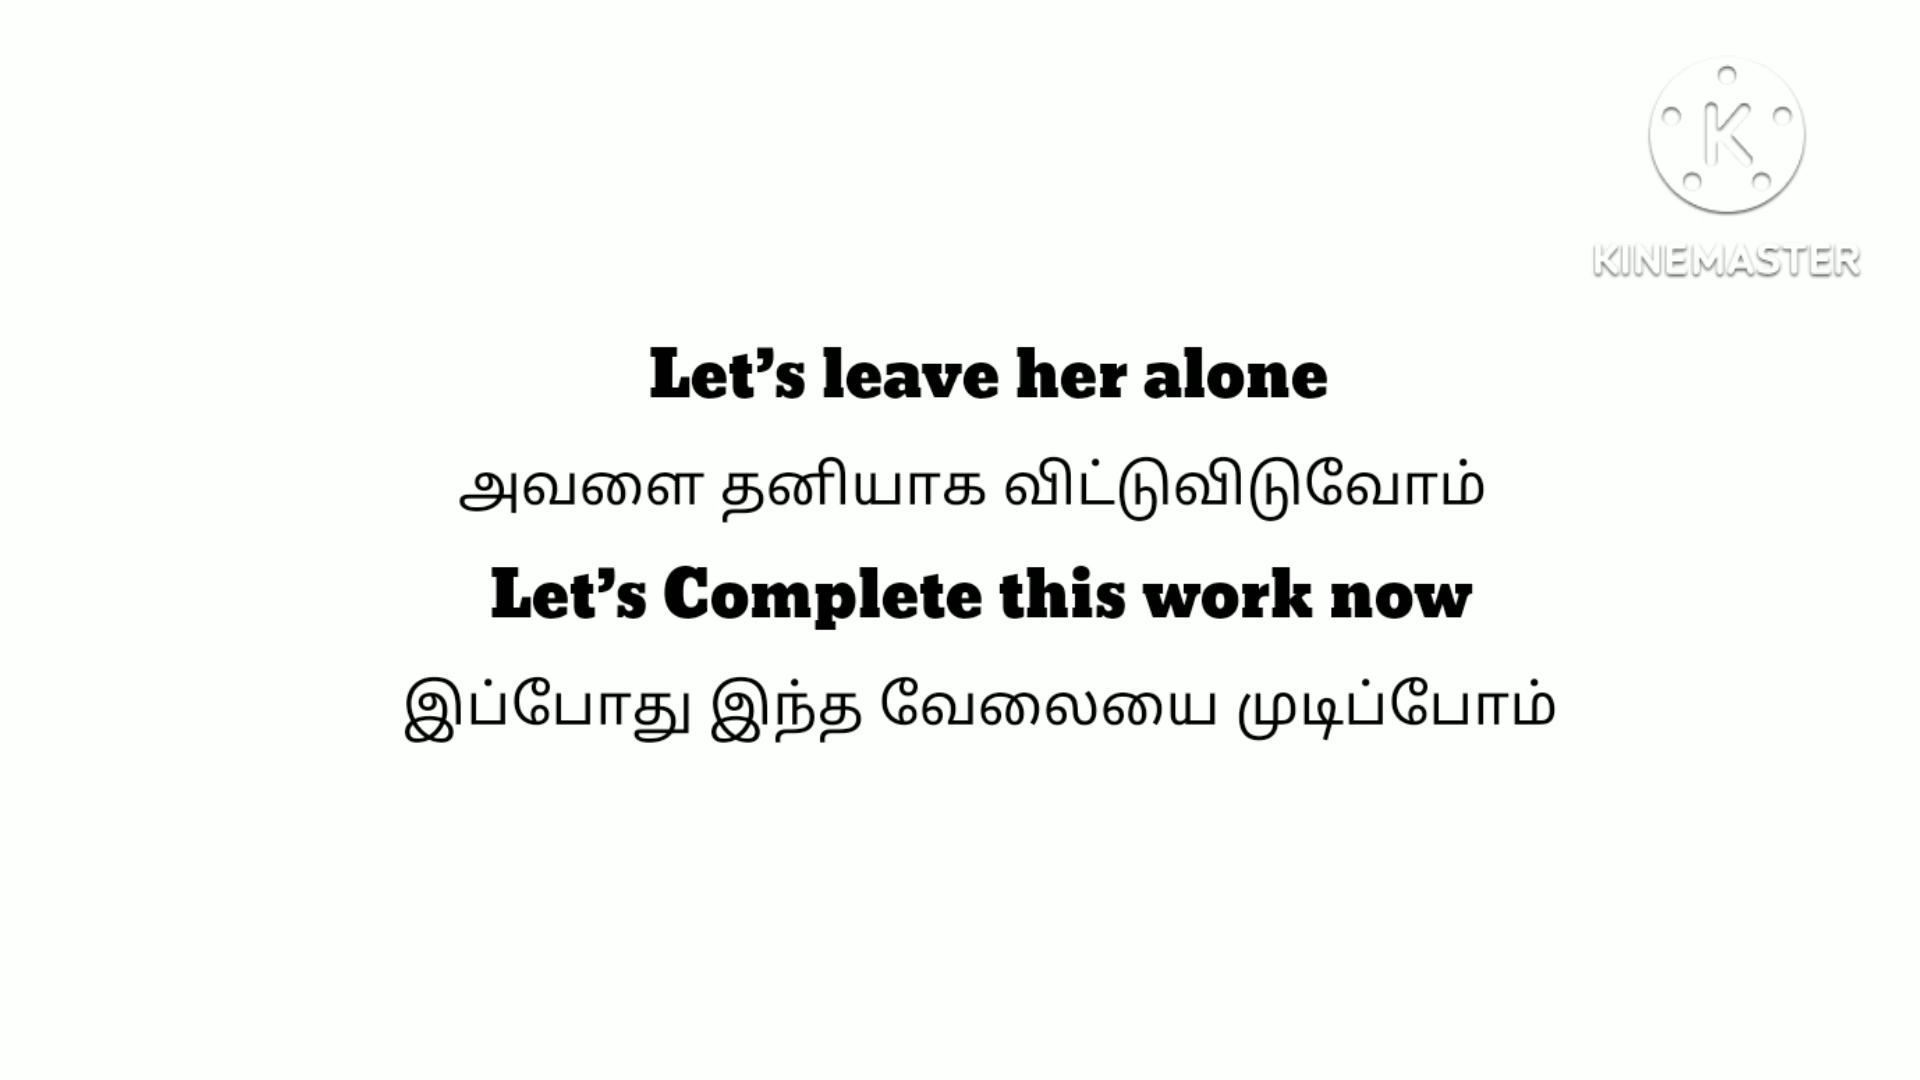 KINEMASTER
Let’s leave her alone
அவளை தனியாக விட்டுவிடுவோம்
Let’s Complete this work now
இப்போது இந்த வேலையை முடிப்போம்